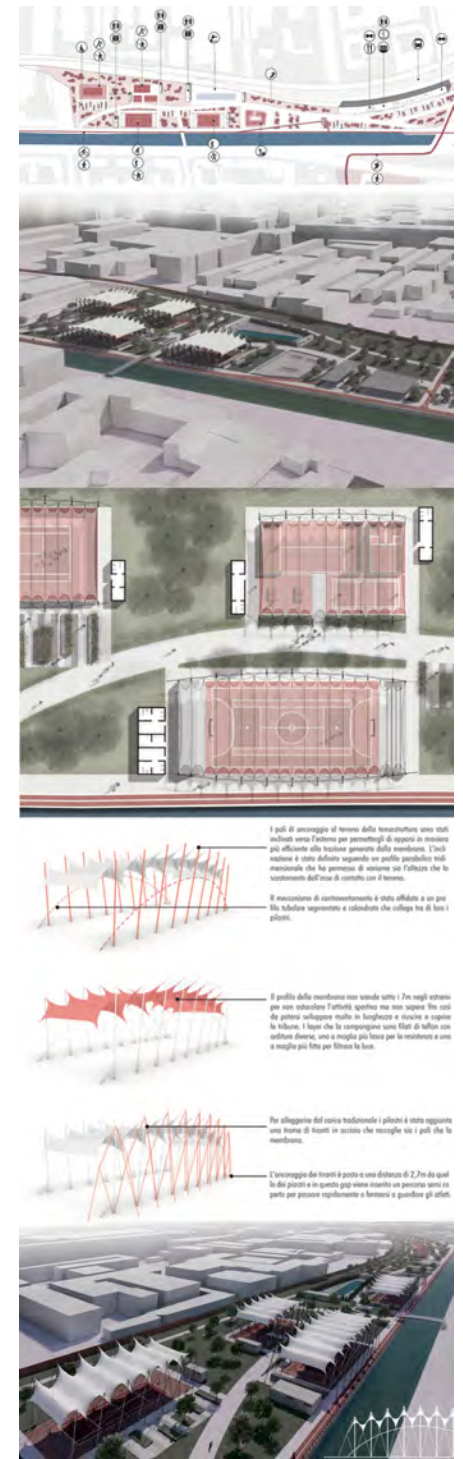 I pali di ancoraggio al terreno della tensostruttura sono stati
inclinati verso l'esterno per permettergli di opporsi in maniera
più efficiente alla trazione generata dalla membrana. L'incli
nazione è stata definita seguendo un profilo parabolico tridi
mensionale che ha permesso di variarne sia l'altezza che lo
scostamento dall'asse di contatto con il terreno.
Il meccanismo di controventamento è stato affidato a un pro
filo tubolare segmentato e calandrato che collega tra di loro i
pilastri.
Il profilo della membrana non scende sotto i 7m negli estremi
per non ostacolare l'attività sportiva ma non supera 9m così
da potersi sviluppare molto in lunghezza e riuscire a coprire
le tribune. I layer che la compongono sono filati di teflon con
orditure diverse, una a maglia più lasca per la resistenza e una
a maglia più fitta per filtrare la luce.
Per alleggerire dal carico tradizionale i pilastri è stata aggiunta
una trama di tiranti in acciaio che raccoglie sia i pali che la
membrana.
L'ancoraggio dei tiranti è posto a una distanza di 2,7m da quel
lo dei piastri e in questo gap viene inserito un percorso semi co
perto per passare rapidamente o fermarsi a guardare gli atleti.